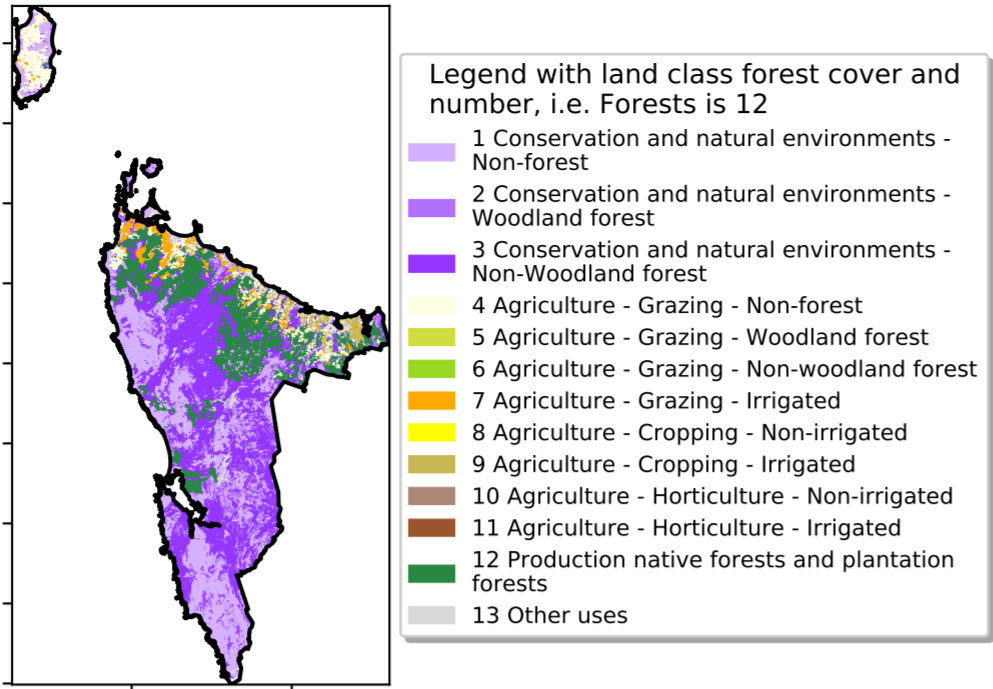 Legend with land class forest cover and
number, i.e. Forests is 12
1 Conservation and natural environments -
Non-forest
2 Conservation and natural environments -
Woodland forest
3 Conservation and natural environments -
Non-Woodland forest
4 Agriculture - Grazing - Non-forest
5 Agriculture - Grazing - Woodland forest
6 Agriculture - Grazing - Non-woodland forest
7 Agriculture - Grazing - Irrigated
8 Agriculture - Cropping - Non-irrigated
9 Agriculture - Cropping - Irrigated
10 Agriculture - Horticulture - Non-irrigated
11 Agriculture - Horticulture - Irrigated
12 Production native forests and plantation
forests
13 Other uses